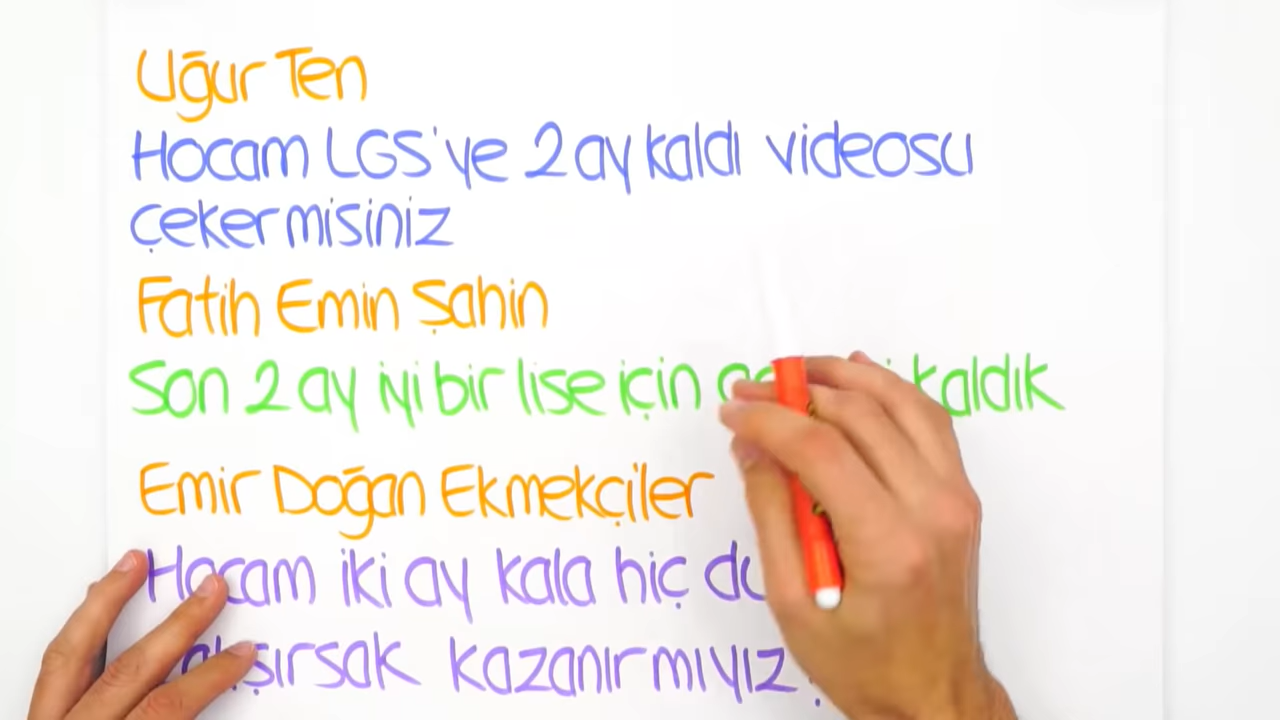 Uğur Ten
Hocam LGS'ye 2 ay kaldı videosu
çeker misiniz
Fatih Emin Şahin
Son 2 ay iyi bir lise için kaldık
Emir Doğan Ekmekçiler
Hocam iki ay kala hiç
kazanır mıyız